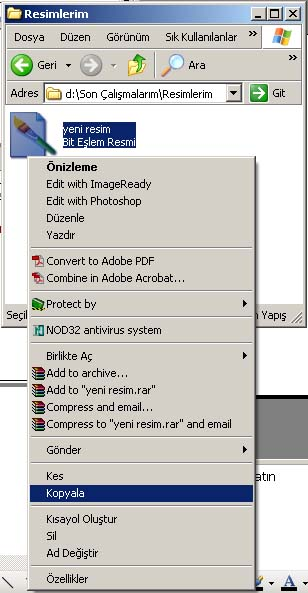 Resimlerim
Dosya Düzen Görünüm Sık Kullanılanlar »
Geri Ara »
Adres d:\Son Çalışmalarım\Resimlerim Git
yeni resim
Bit Eşlem Resmi
Önizleme
Edit with ImageReady
Edit with Photoshop
Düzenle
Yazdır
Convert to Adobe PDF
Combine in Adobe Acrobat...
Protect by
Seçil
n Yapış
NOD32 antivirus system
Birlikte Aç
Add to archive...
Add to "yeni resim.rar"
Compress and email...
Compress to "yeni resim.rar" and email
Gönder
Kes
atın
Kopyala
Kısayol Oluştur
Sil
Ad Değiştir
Özellikler
A